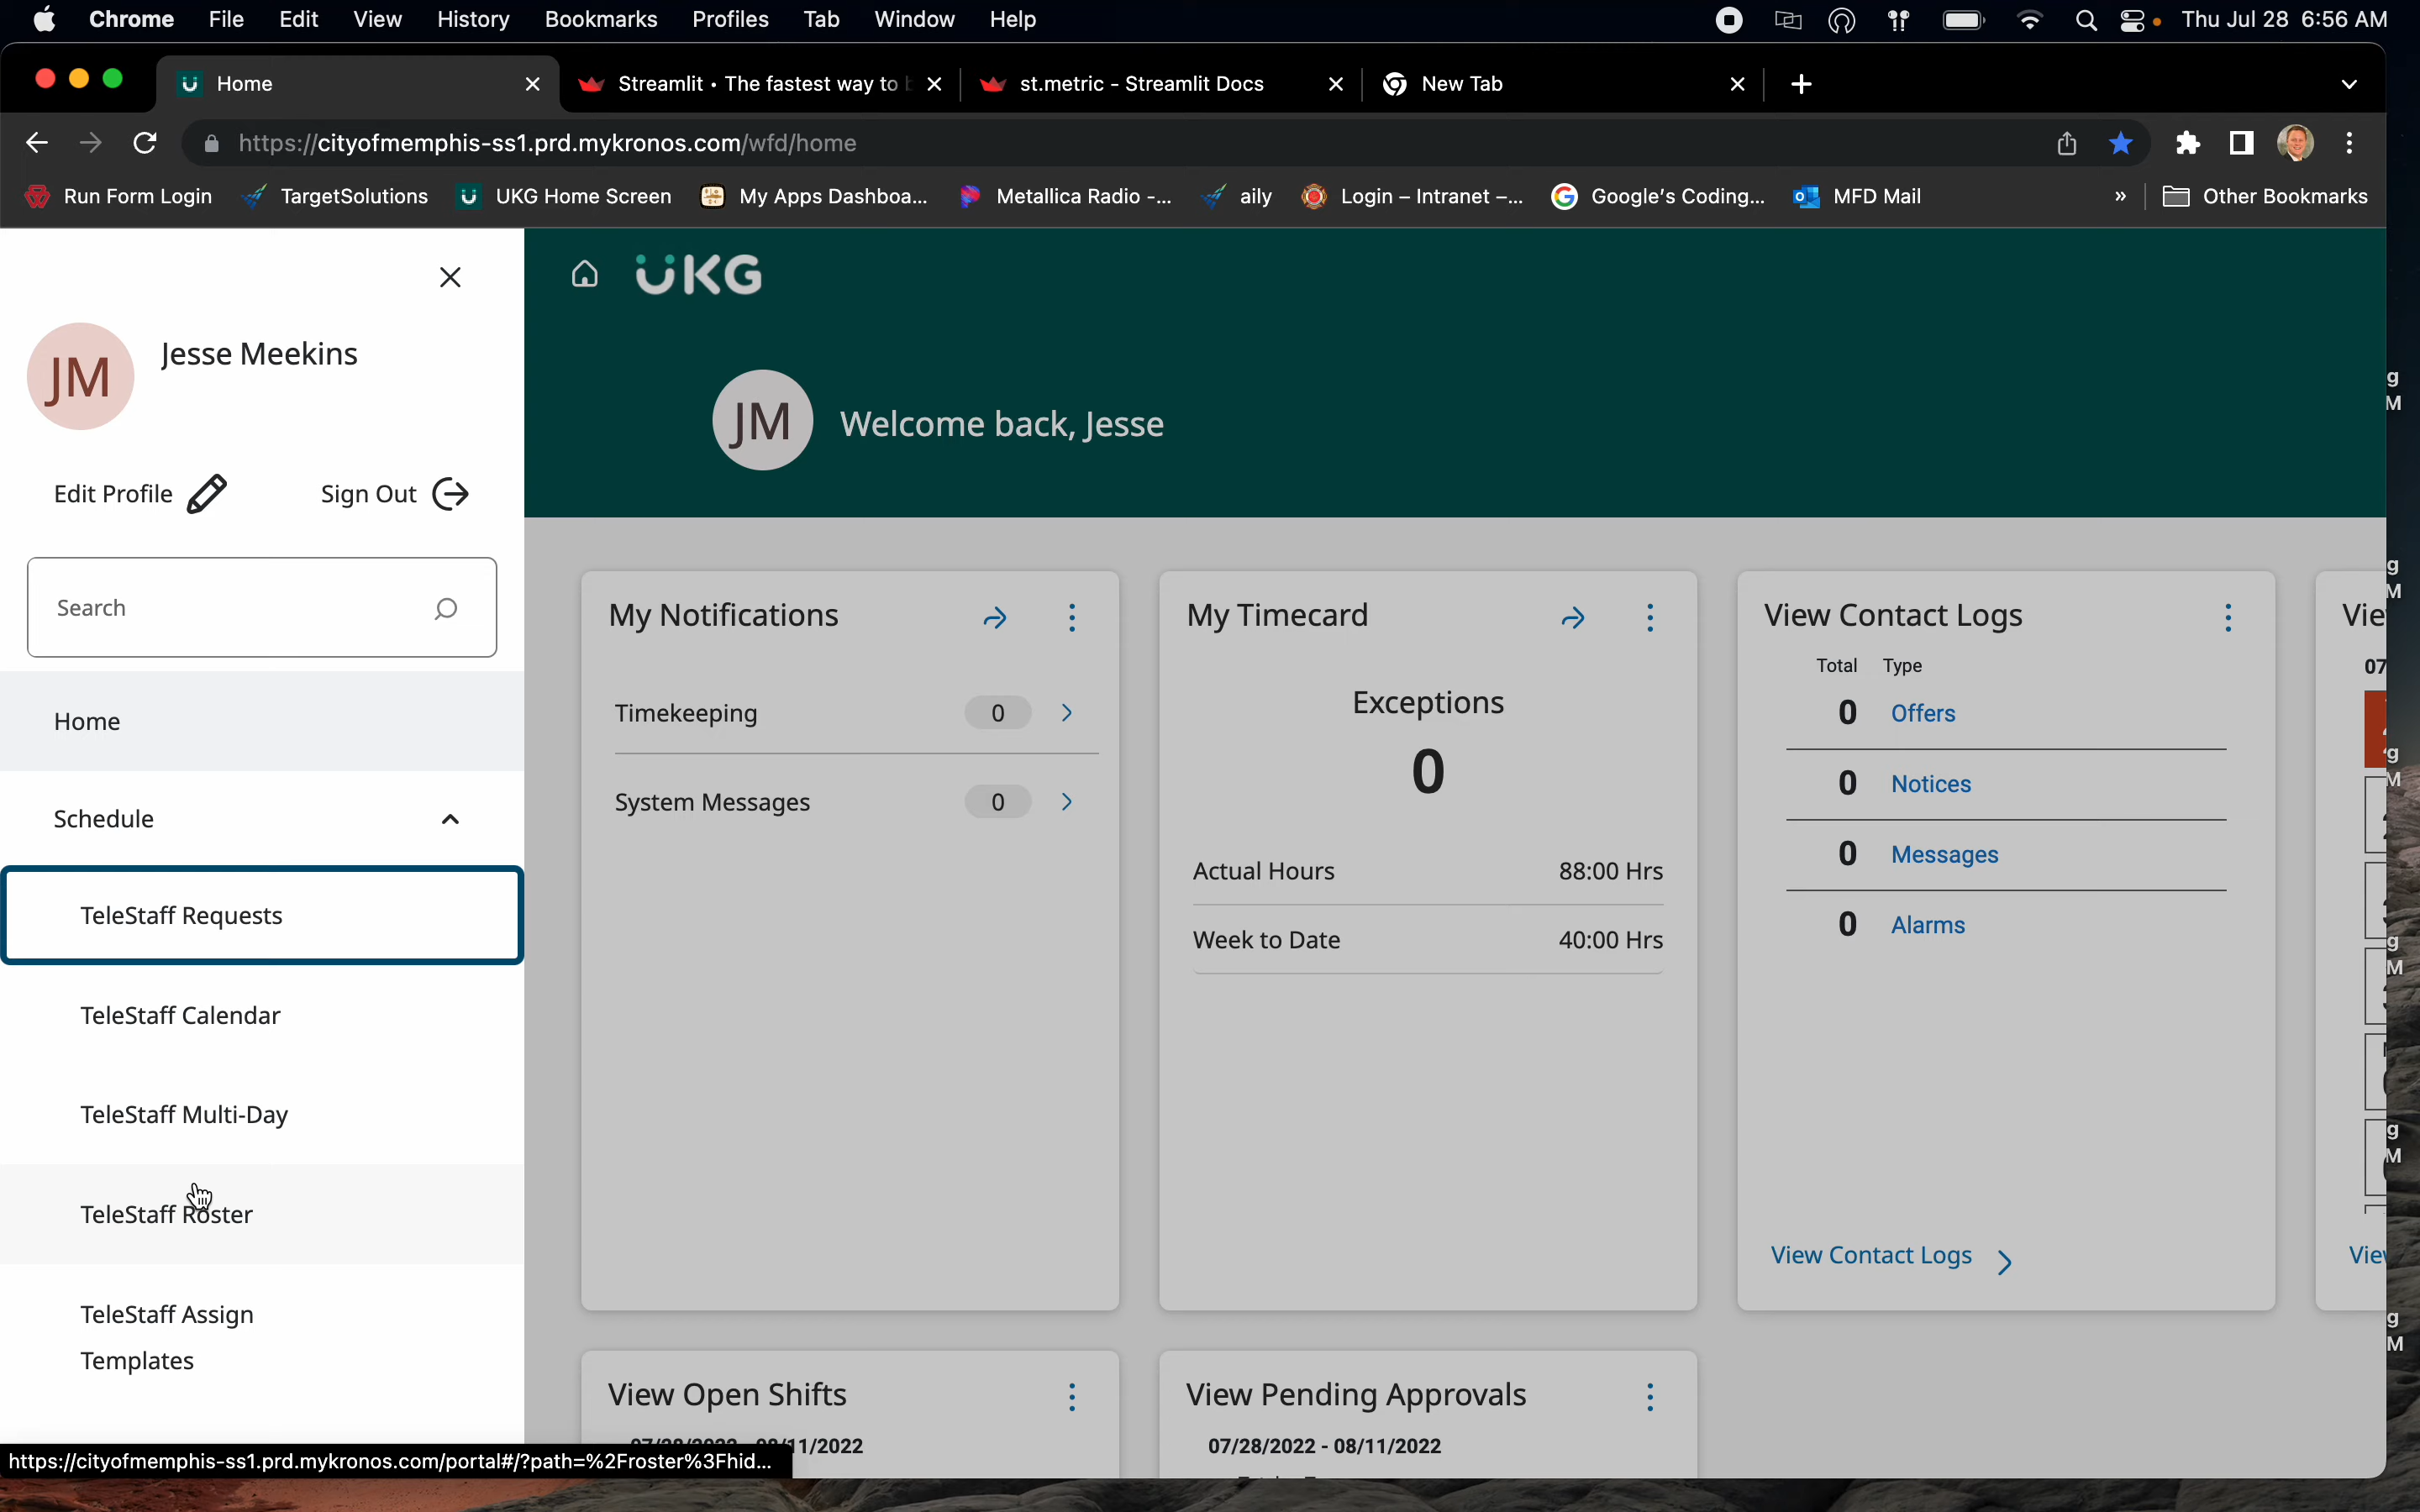 Chrome File Edit View History Bookmarks Profiles Tab Window Help Thu Jul 28 6:56 AM
Home Streamlit • The fastest way to st.metric - Streamlit Docs New Tab
https://cityofmemphis-ss1.prd.mykronos.com/wfd/home
Run Form Login TargetSolutions UKG Home Screen My Apps Dashboa... Metallica Radio -... aily Login – Intranet –... Google's Coding... MFD Mail » Other Bookmarks
UKG
JM Jesse Meekins
JM Welcome back, Jesse
Edit Profile Sign Out
Search
Home
Schedule
TeleStaff Requests
TeleStaff Calendar
TeleStaff Multi-Day
TeleStaff Roster
TeleStaff Assign
Templates
My Notifications
Timekeeping 0
System Messages 0
My Timecard
Exceptions
0
Actual Hours 88:00 Hrs
Week to Date 40:00 Hrs
View Contact Logs
Total Type
0 Offers
0 Notices
0 Messages
0 Alarms
View Contact Logs
View Open Shifts
11/2022
View Pending Approvals
07/28/2022 - 08/11/2022
https://cityofmemphis-ss1.prd.mykronos.com/portal#/?path=%2Froster%3Fhid...